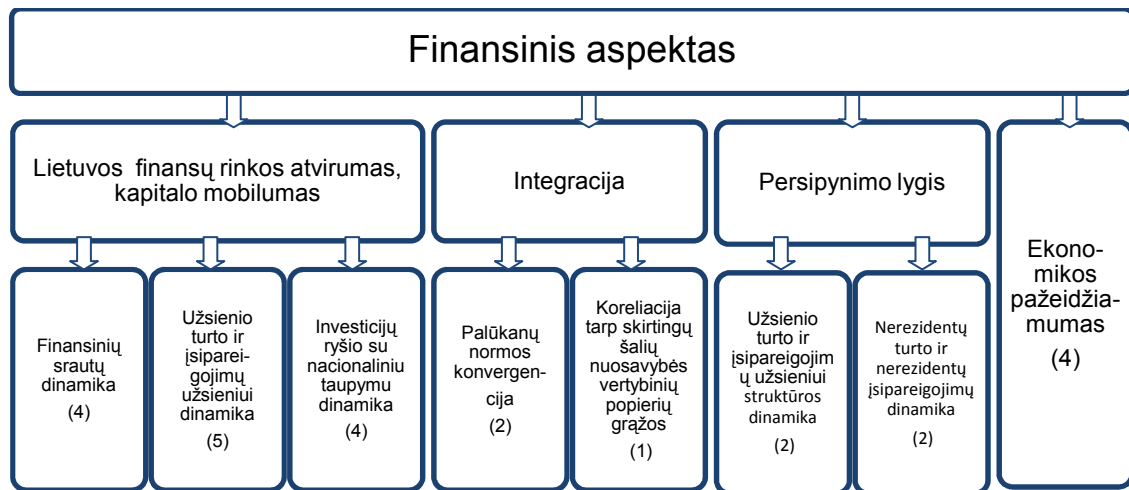 Finansinis aspektas
Lietuvos finansų rinkos atvirumas,
kapitalo mobilumas
Integracija
Persipynimo lygis
Ekono-
mikos
pažeidžia-
mumas
(4)
Finansinių
srautų
dinamika
(4)
Užsienio
turto ir
įsiparei-
gojimų
užsieniui
dinamika
(5)
Investicijų
ryšio su
nacionaliniu
taupymu
dinamika
(4)
Palūkanų
normos
konvergen-
cija
(2)
Koreliacija
tarp skirtingų
šalių
nuosavybės
vertybinių
popierių
grąžos
(1)
Užsienio
turto ir
įsipareigojim
ų užsieniui
struktūros
dinamika
(2)
Nerezidentų
turto ir
nerezidentų
įsipareigojimų
dinamika
(2)